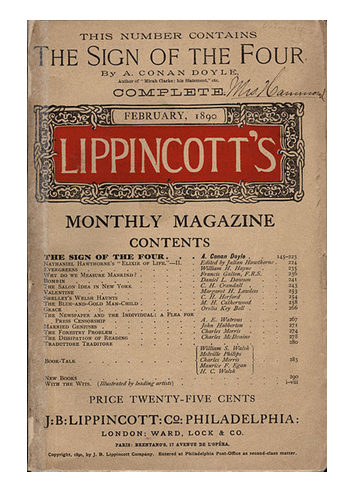 THIS NUMBER CONTAINS
THE SIGN OF THE FOUR
BY A. CONAN DOYLE,
Author of "Micah Clarke: his Statement," etc.
COMPLETE.
FEBRUARY, 1890
LIPPINCOTT'S
MONTHLY MAGAZINE
CONTENTS
THE SIGN OF THE FOUR. A. Conan Doyle. 145-223
NATHANIEL HAWTHORNE'S "ELIXIR OF LIFE."—II. Edited by Julian Hawthorne. 224
EVERGREENS William H. Hayne 235
WHY DO WE MEASURE MANKIND? Francis Galton, F.R.S. 236
BOMBIN Daniel L. Dawson 241
THE SALON IDEA IN NEW YORK C. H. Crandall 243
VALENTINE Margaret H. Lawless 253
SHELLEY'S WELSH HAUNTS C. H. Herford 254
THE BLUE-AND-GOLD MAN-CHILD M. H. Catherwood 258
GRACE Orelia Key Bell 266
THE NEWSPAPER AND THE INDIVIDUAL: A PLEA FOR
PRESS CENSORSHIP A. E. Watrous 267
MARRIED GENIUSES John Habberton 271
THE FORESTRY PROBLEM Charles Morris 274
THE DISSIPATION OF READING Charles McIlvaine 278
TRADUTTORE TRADITORE 280
BOOK-TALK William S. Walsh
Melville Philips
Charles Morris 283
Maurice F. Egan
H. C. Walsh
NEW BOOKS 290
WITH THE WITS. (Illustrated by leading artists) i-viii
PRICE TWENTY-FIVE CENTS
J:B:LIPPINCOTT:Co:PHILADELPHIA:
LONDON: WARD, LOCK & CO.
PARIS: BRENTANO'S, 17 AVENUE DE L'OPÉRA.
Copyright, 1890, by J. B. Lippincott Company. Entered at Philadelphia Post-Office as second-class matter.